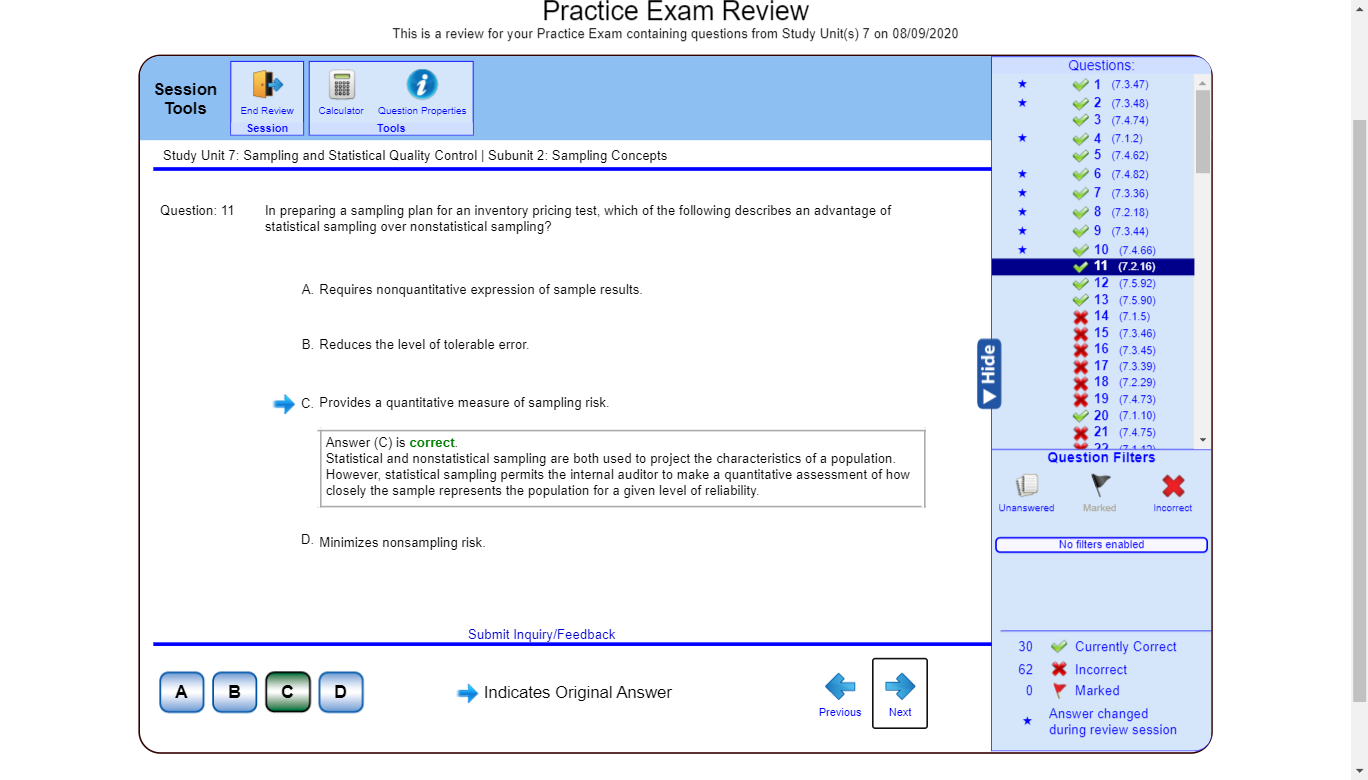 Practice Exam Review
This is a review for your Practice Exam containing questions from Study Unit(s) 7 on 08/09/2020
Session
Tools
End Review
Session
Calculator
Question Properties
Tools
Study Unit 7: Sampling and Statistical Quality Control | Subunit 2: Sampling Concepts
Question: 11
In preparing a sampling plan for an inventory pricing test, which of the following describes an advantage of
statistical sampling over nonstatistical sampling?
A. Requires nonquantitative expression of sample results.
B. Reduces the level of tolerable error.
C. Provides a quantitative measure of sampling risk.
Answer (C) is correct.
Statistical and nonstatistical sampling are both used to project the characteristics of a population.
However, statistical sampling permits the internal auditor to make a quantitative assessment of how
closely the sample represents the population for a given level of reliability.
D. Minimizes nonsampling risk.
Submit Inquiry/Feedback
A B C D
Indicates Original Answer
Previous
Next
Questions:
1 (7.3.47)
2 (7.3.48)
3 (7.4.74)
4 (7.1.2)
5 (7.4.62)
6 (7.4.82)
7 (7.3.36)
8 (7.2.18)
9 (7.3.44)
10 (7.4.66)
11 (7.2.16)
12 (7.5.92)
13 (7.5.90)
14 (7.1.5)
15 (7.3.46)
16 (7.3.45)
17 (7.3.39)
18 (7.2.29)
19 (7.4.73)
20 (7.1.10)
21 (7.4.75)
Hide
Question Filters
Unanswered
Marked
Incorrect
No filters enabled
30 Currently Correct
62 Incorrect
0 Marked
Answer changed
during review session